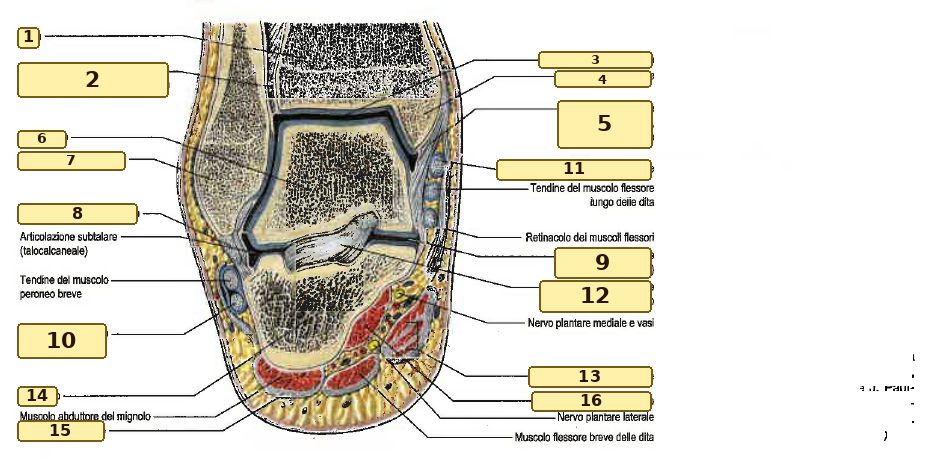 1
2
3
4
5
6
7
8
11
Tendine del muscolo flessore
lungo delle dita
Articolazione subtalare
(talocalcaneale)
Retinacolo dei muscoli flessori
9
Tendine del muscolo
peroneo breve
12
10
Nervo plantare mediale e vasi
13
14
16
Muscolo abduttore del mignolo
Nervo plantare laterale
15
Muscolo flessore breve delle dita